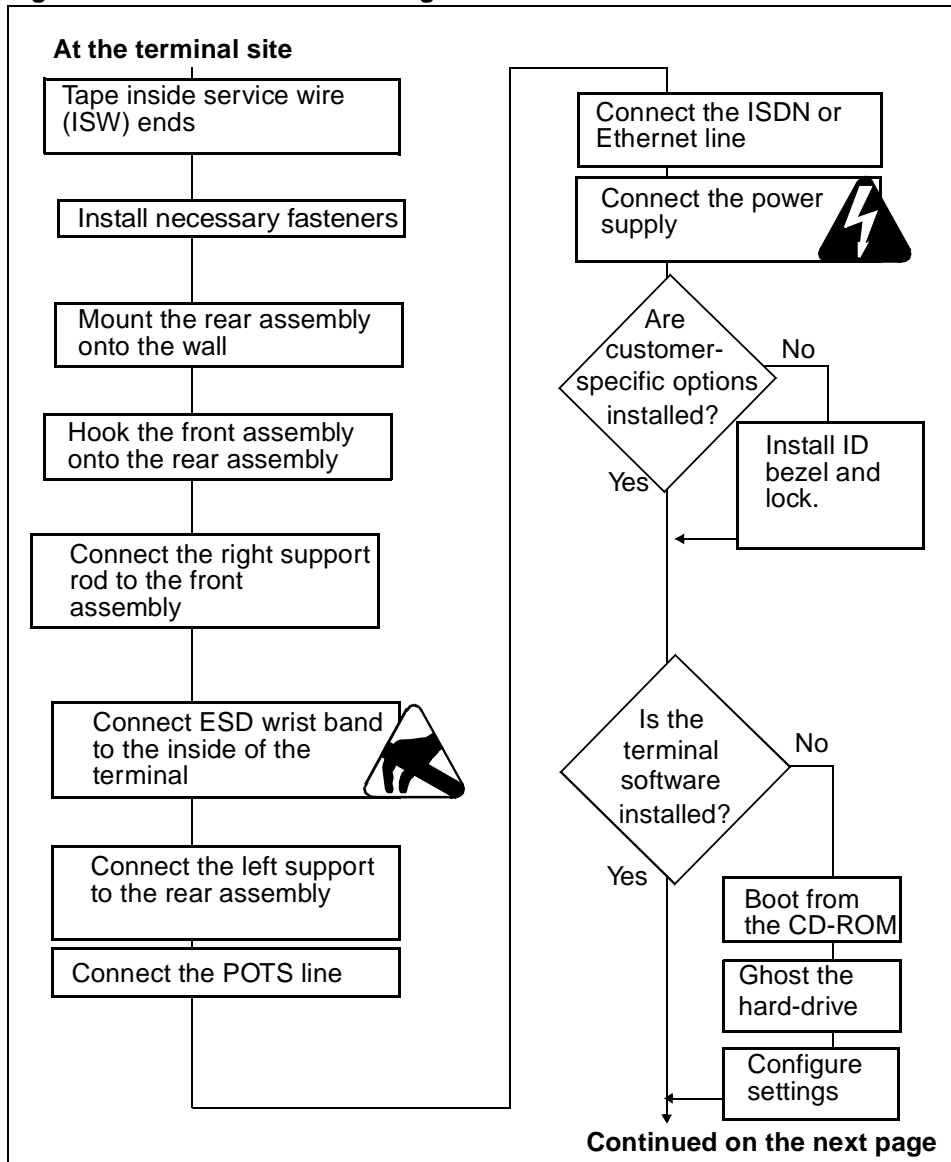 At the terminal site
Tape inside service wire
(ISW) ends
Install necessary fasteners
Mount the rear assembly
onto the wall
Hook the front assembly
onto the rear assembly
Connect the right support
rod to the front
assembly
Connect ESD wrist band
to the inside of the
terminal
Connect the left support
to the rear assembly
Connect the POTS line
Connect the ISDN or
Ethernet line
Connect the power
supply
Are
customer-
specific options
installed?
No
Install ID
bezel and
lock.
Yes
Is the
terminal
software
installed?
No
Yes
Boot from
the CD-ROM
Ghost the
hard-drive
Configure
settings
Continued on the next page